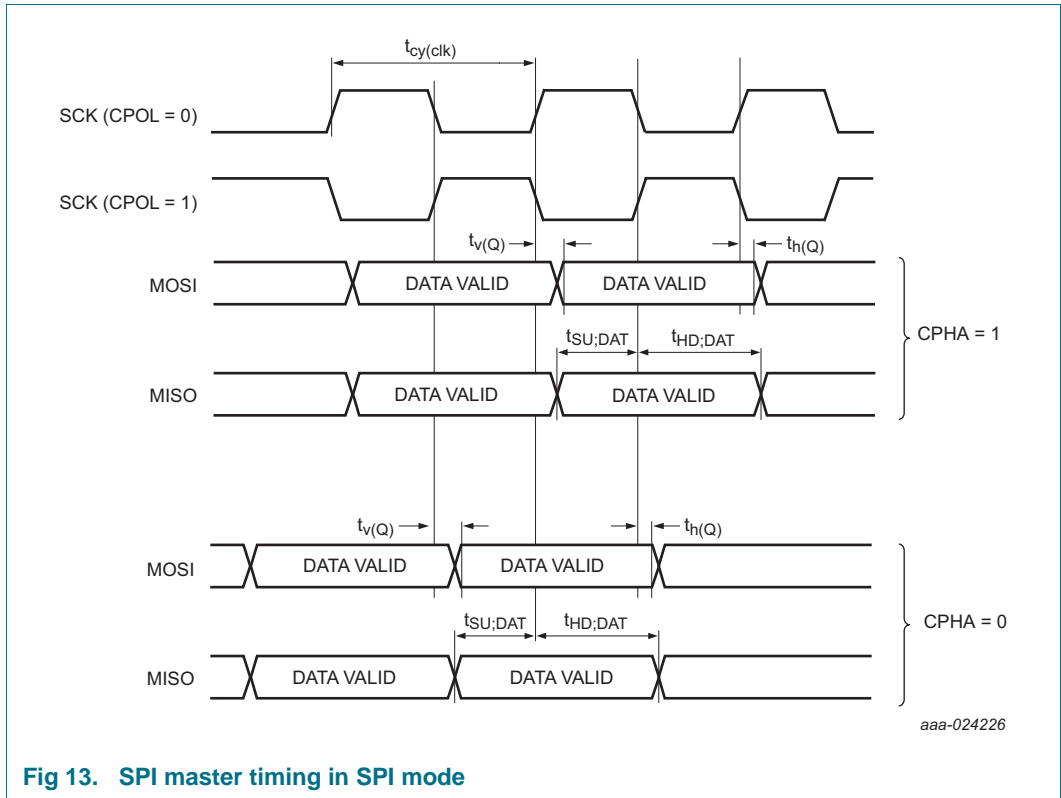 tcy(clk)
SCK (CPOL = 0)
SCK (CPOL = 1)
tv(Q)
th(Q)
MOSI
DATA VALID
DATA VALID
CPHA = 1
tSU;DAT
tHD;DAT
MISO
DATA VALID
DATA VALID
tv(Q)
th(Q)
MOSI
DATA VALID
DATA VALID
CPHA = 0
tSU;DAT
tHD;DAT
MISO
DATA VALID
DATA VALID
aaa-024226
Fig 13. SPI master timing in SPI mode